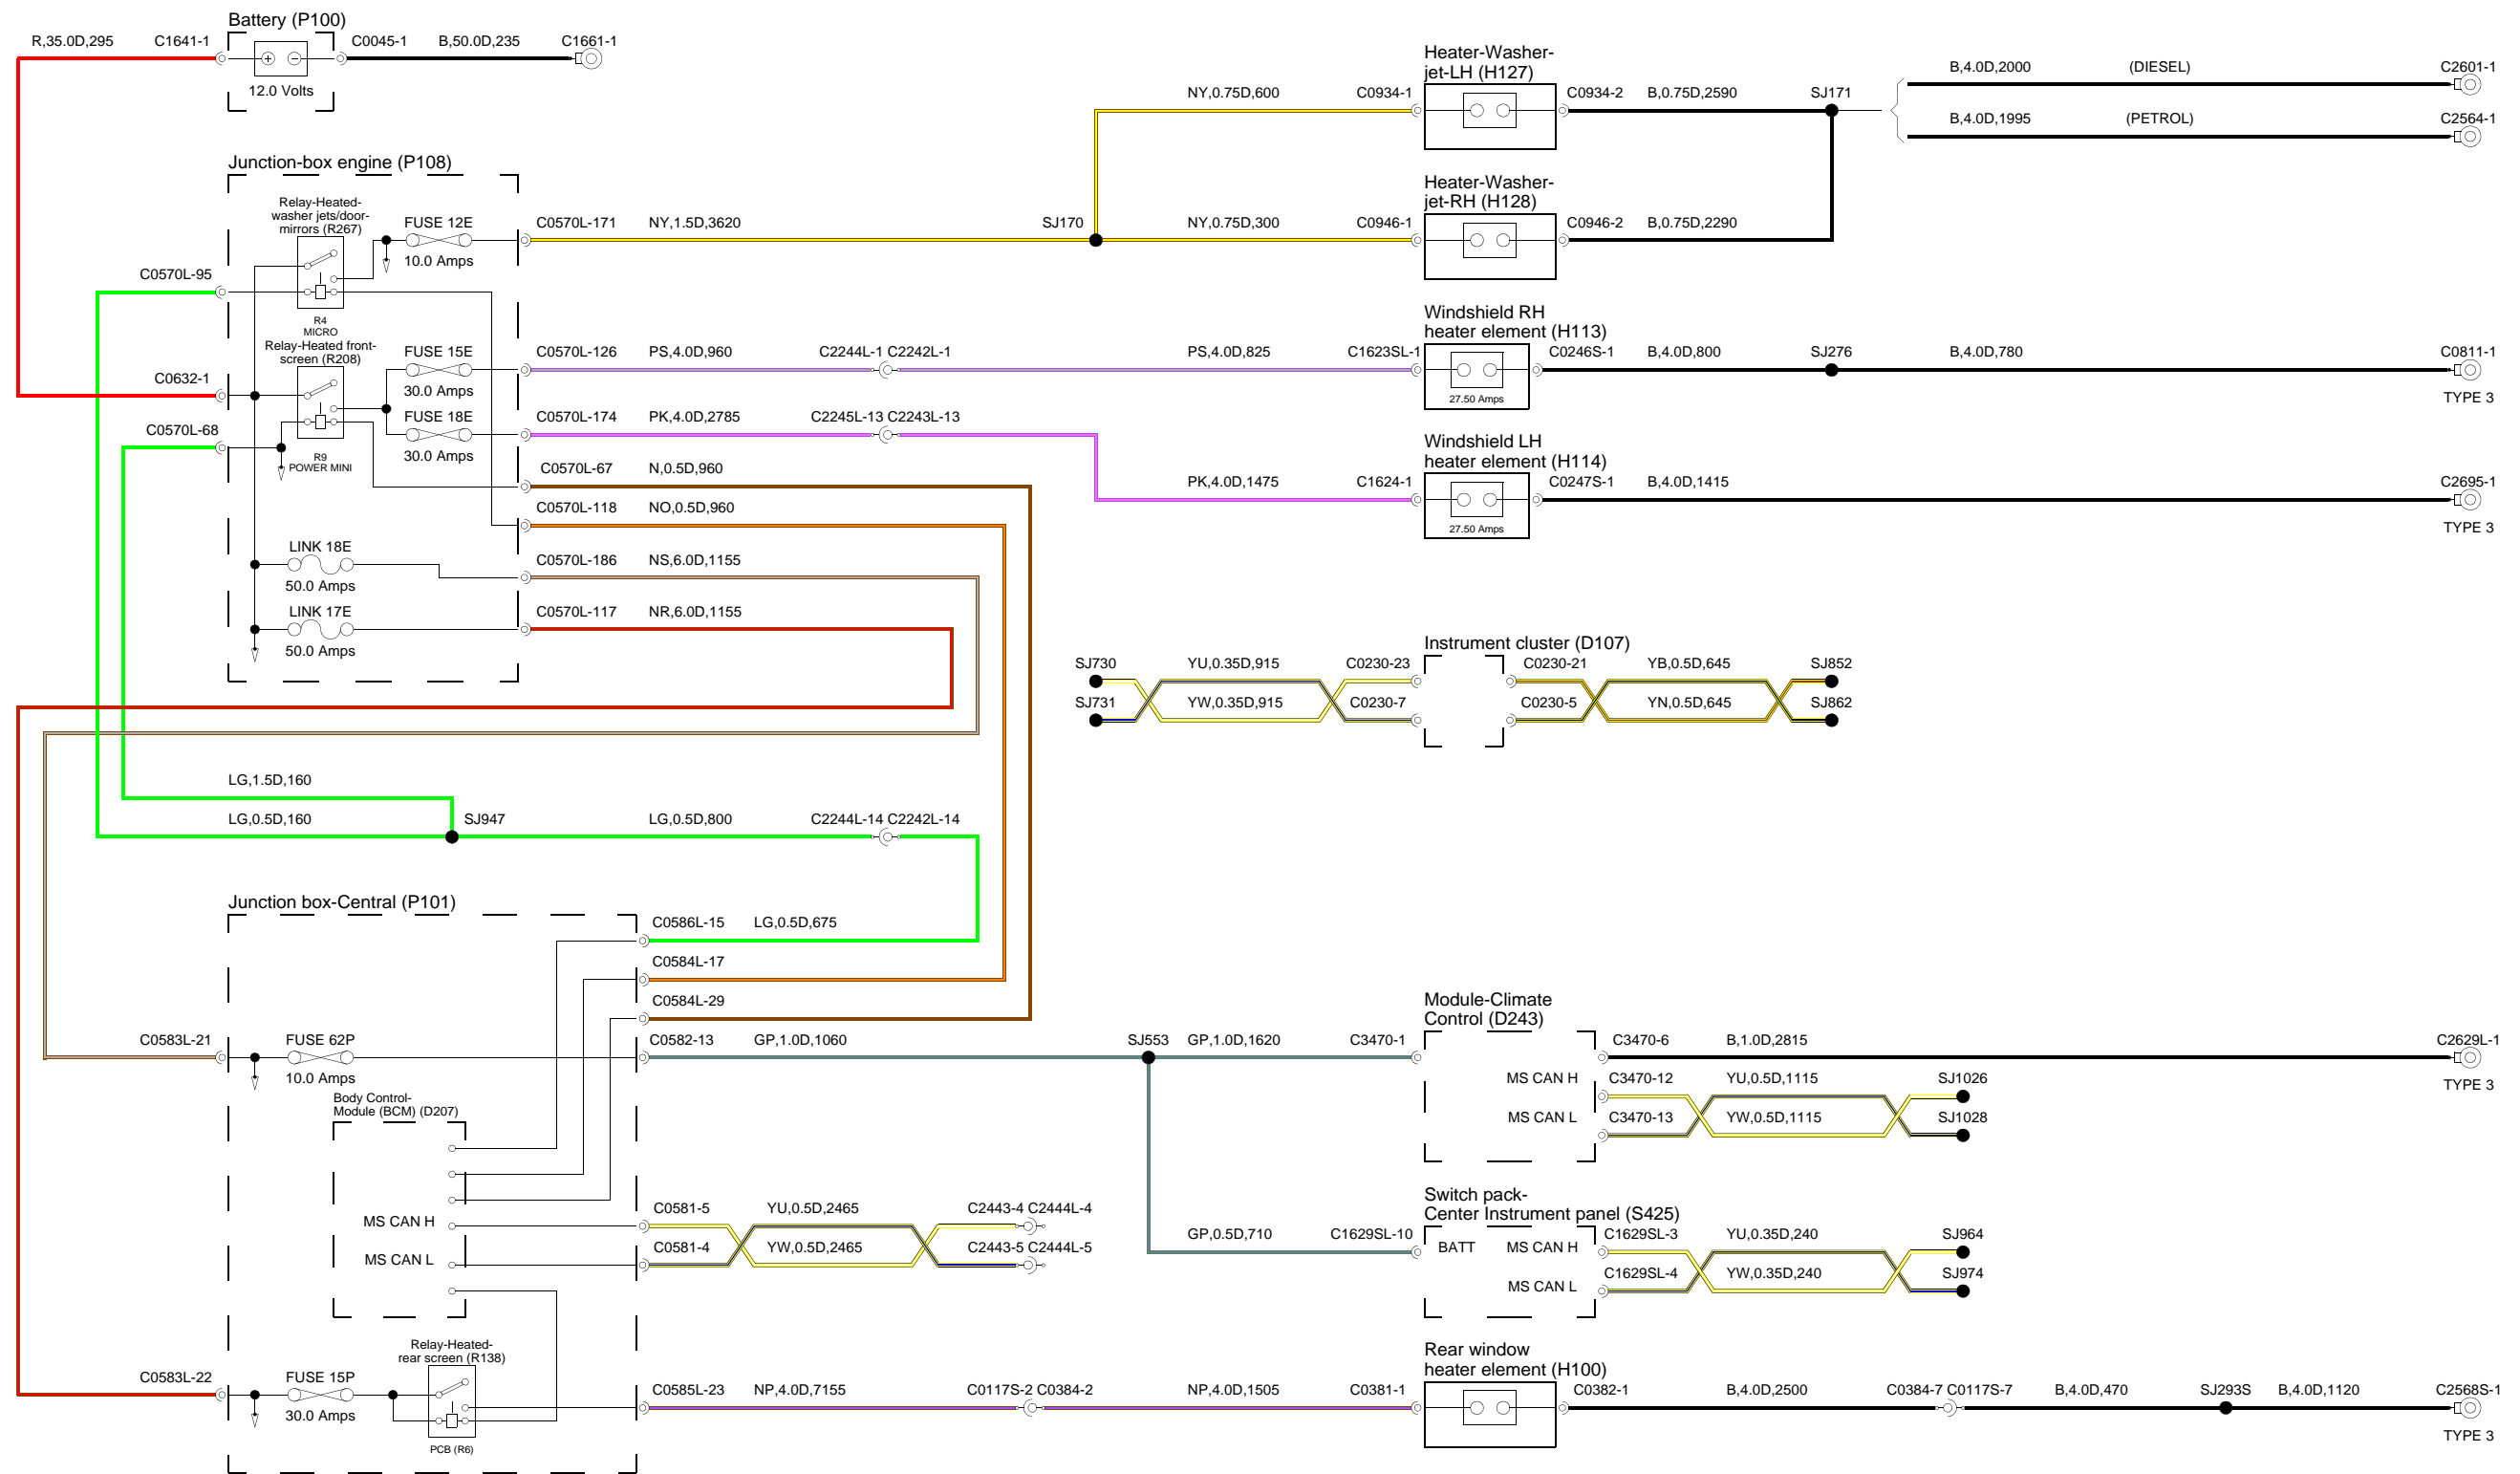 Battery (P100)
R,35.0D,295
C1641-1
C0045-1
B,50.0D,235
C1661-1
12.0 Volts
Heater-Washer-
jet-LH (H127)
NY,0.75D,600
C0934-1
C0934-2
B,0.75D,2590
SJ171
B,4.0D,2000
(DIESEL)
C2601-1
B,4.0D,1995
(PETROL)
C2564-1
Junction-box engine (P108)
Relay-Heated-
washer jets/door-
mirrors (R267)
FUSE 12E
10.0 Amps
C0570L-171
NY,1.5D,3620
SJ170
NY,0.75D,300
C0946-1
Heater-Washer-
jet-RH (H128)
C0946-2
B,0.75D,2290
C0570L-95
R4
MICRO
Relay-Heated front-
screen (R208)
FUSE 15E
30.0 Amps
C0570L-126
PS,4.0D,960
C2244L-1 C2242L-1
PS,4.0D,825
C1623SL-1
Windshield RH
heater element (H113)
27.50 Amps
C0246S-1
B,4.0D,800
SJ276
B,4.0D,780
C0811-1
TYPE 3
C0632-1
FUSE 18E
30.0 Amps
C0570L-174
PK,4.0D,2785
C2245L-13 C2243L-13
C0570L-68
R9
POWER MINI
C0570L-67
N,0.5D,960
Windshield LH
heater element (H114)
PK,4.0D,1475
C1624-1
27.50 Amps
C0247S-1
B,4.0D,1415
C2695-1
TYPE 3
C0570L-118
NO,0.5D,960
LINK 18E
50.0 Amps
C0570L-186
NS,6.0D,1155
LINK 17E
50.0 Amps
C0570L-117
NR,6.0D,1155
Instrument cluster (D107)
SJ730
YU,0.35D,915
C0230-23
C0230-21
YB,0.5D,645
SJ852
SJ731
YW,0.35D,915
C0230-7
C0230-5
YN,0.5D,645
SJ862
LG,1.5D,160
LG,0.5D,160
SJ947
LG,0.5D,800
C2244L-14 C2242L-14
Junction box-Central (P101)
C0586L-15
LG,0.5D,675
C0584L-17
C0584L-29
C0583L-21
FUSE 62P
10.0 Amps
C0582-13
GP,1.0D,1060
SJ553
GP,1.0D,1620
C3470-1
Module-Climate
Control (D243)
C3470-6
B,1.0D,2815
C2629L-1
TYPE 3
MS CAN H
C3470-12
YU,0.5D,1115
SJ1026
MS CAN L
C3470-13
YW,0.5D,1115
SJ1028
Body Control-
Module (BCM) (D207)
MS CAN H
C0581-5
YU,0.5D,2465
C2443-4 C2444L-4
MS CAN L
C0581-4
YW,0.5D,2465
C2443-5 C2444L-5
Switch pack-
Center Instrument panel (S425)
GP,0.5D,710
C1629SL-10
BATT
MS CAN H
C1629SL-3
YU,0.35D,240
SJ964
MS CAN L
C1629SL-4
YW,0.35D,240
SJ974
Relay-Heated-
rear screen (R138)
C0583L-22
FUSE 15P
30.0 Amps
PCB (R6)
C0585L-23
NP,4.0D,7155
C0117S-2 C0384-2
NP,4.0D,1505
C0381-1
Rear window
heater element (H100)
C0382-1
B,4.0D,2500
C0384-7 C0117S-7
B,4.0D,470
SJ293S
B,4.0D,1120
C2568S-1
TYPE 3